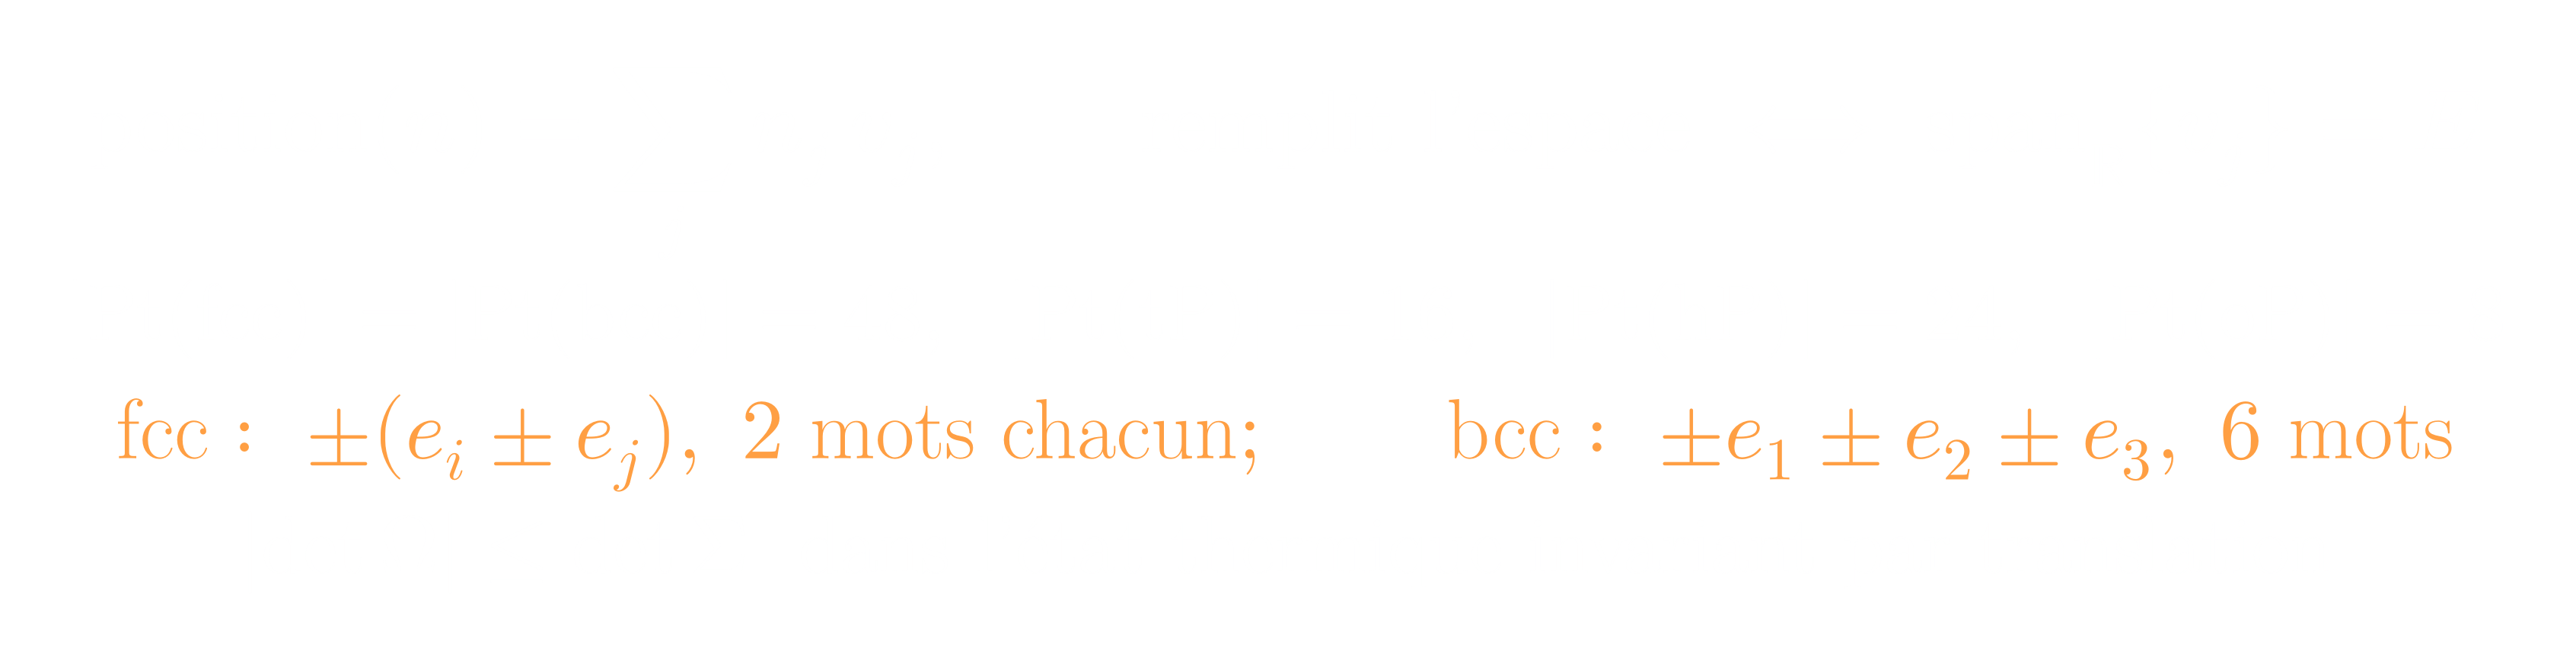 fcc : ±(e_i ± e_j), 2 mots chacun; bcc : ±e_1 ± e_2 ± e_3, 6 mots